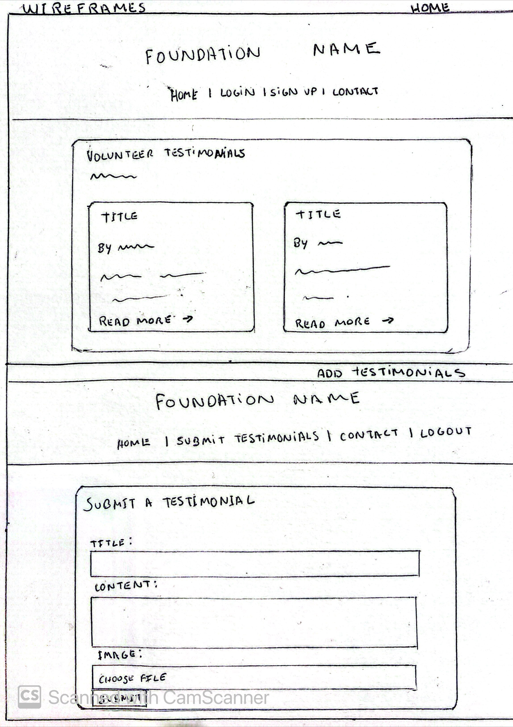 WIREFRAMES HOME
FOUNDATION NAME
HOME | LOGIN | SIGN UP | CONTACT
VOLUNTEER TESTIMONIALS
TITLE
BY
READ MORE →
TITLE
BY
READ MORE →
ADD TESTIMONIALS
FOUNDATION NAME
HOME | SUBMIT TESTIMONIALS | CONTACT | LOGOUT
SUBMIT A TESTIMONIAL
TITLE:
CONTENT:
IMAGE:
CHOOSE FILE
SUBMIT
CS Scanned with CamScanner